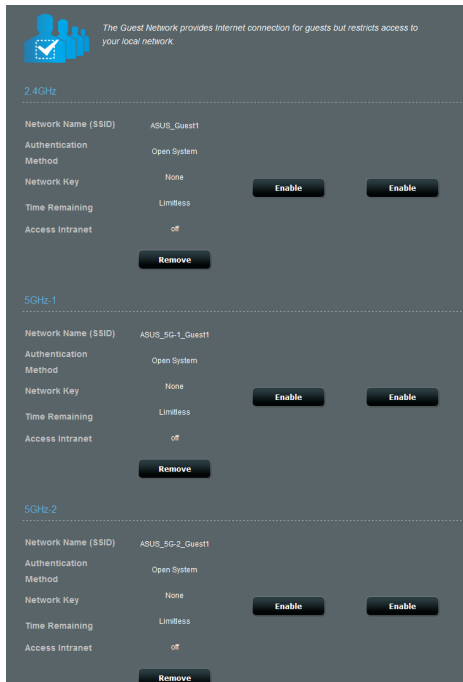 The Guest Network provides Internet connection for guests but restricts access to
your local network.
2.4GHz
Network Name (SSID) ASUS_Guest1
Authentication
Method Open System
Network Key None
Enable Enable
Time Remaining Limitless
Access Intranet off
Remove
5GHz-1
Network Name (SSID) ASUS_5G-1_Guest1
Authentication
Method Open System
Network Key None
Enable Enable
Time Remaining Limitless
Access Intranet off
Remove
5GHz-2
Network Name (SSID) ASUS_5G-2_Guest1
Authentication
Method Open System
Network Key None
Enable Enable
Time Remaining Limitless
Access Intranet off
Remove